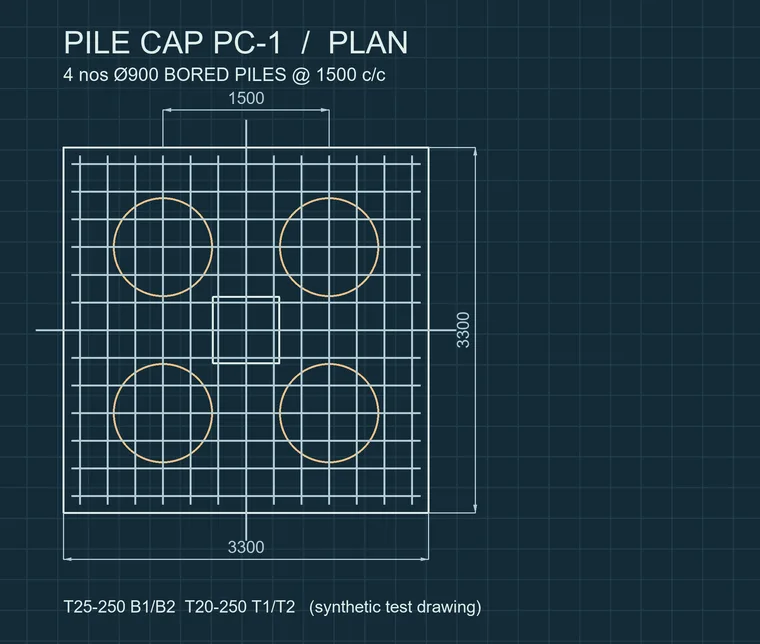 PILE CAP PC-1 / PLAN
4 nos Ø900 BORED PILES @ 1500 c/c
1500
3300
3300
T25-250 B1/B2 T20-250 T1/T2 (synthetic test drawing)